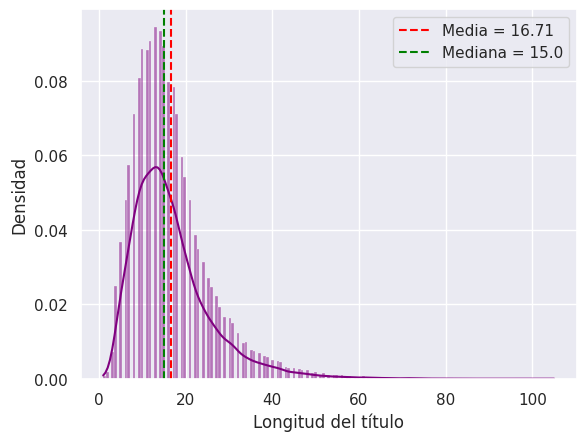 Media = 16.71
Mediana = 15.0
Densidad
0.08
0.06
0.04
0.02
0.00
0 20 40 60 80 100
Longitud del título